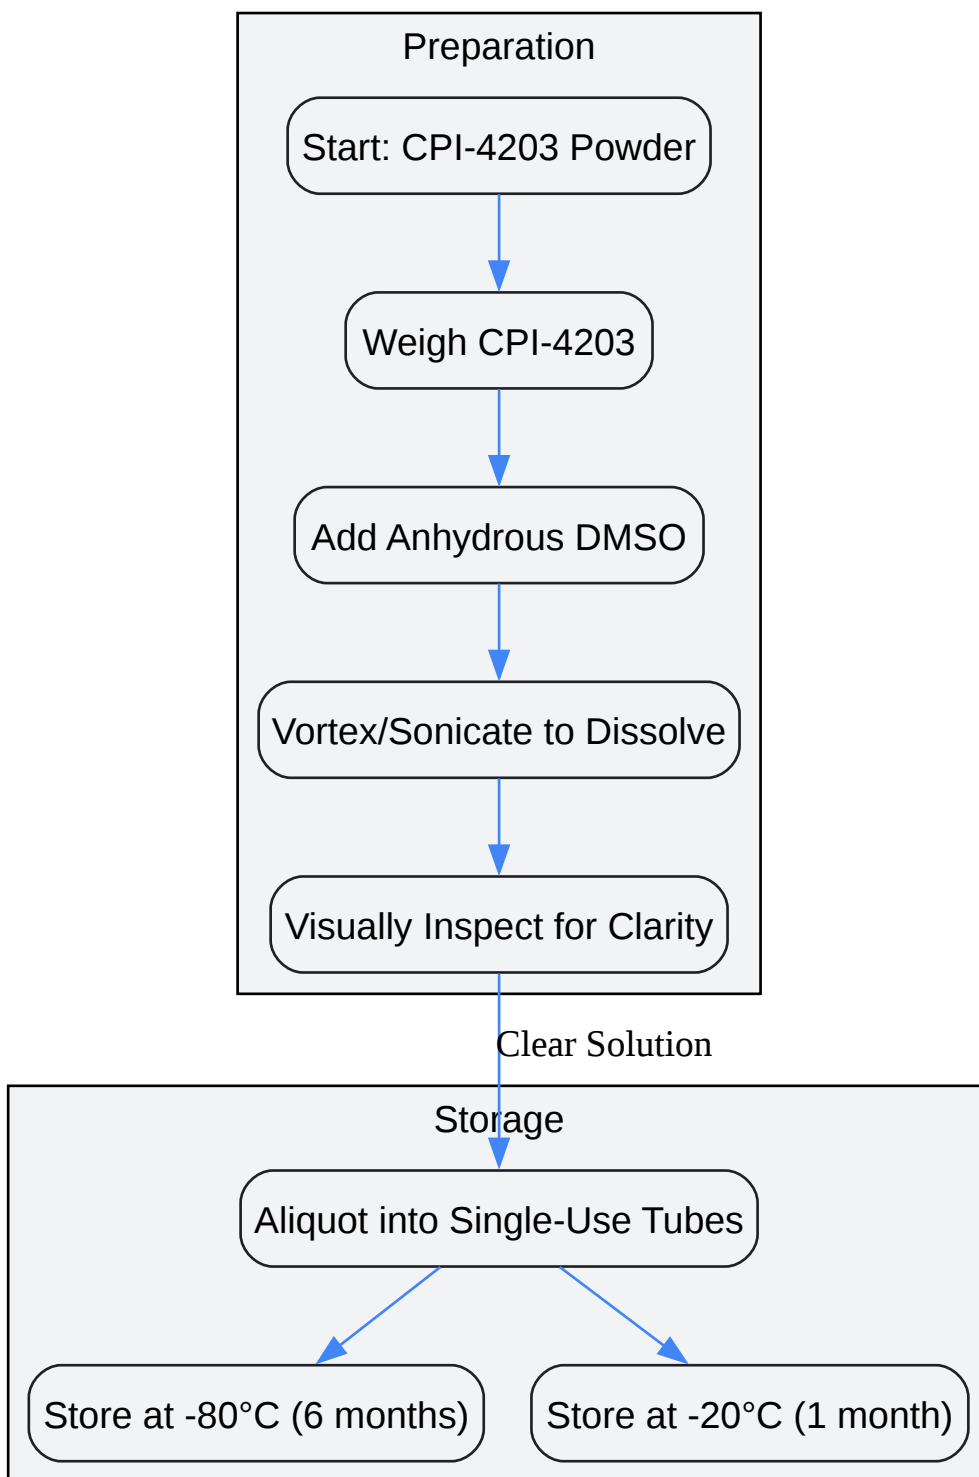 Preparation
Start: CPI-4203 Powder
Weigh CPI-4203
Add Anhydrous DMSO
Vortex/Sonicate to Dissolve
Visually Inspect for Clarity
Clear Solution
Storage
Aliquot into Single-Use Tubes
Store at -80°C (6 months)
Store at -20°C (1 month)